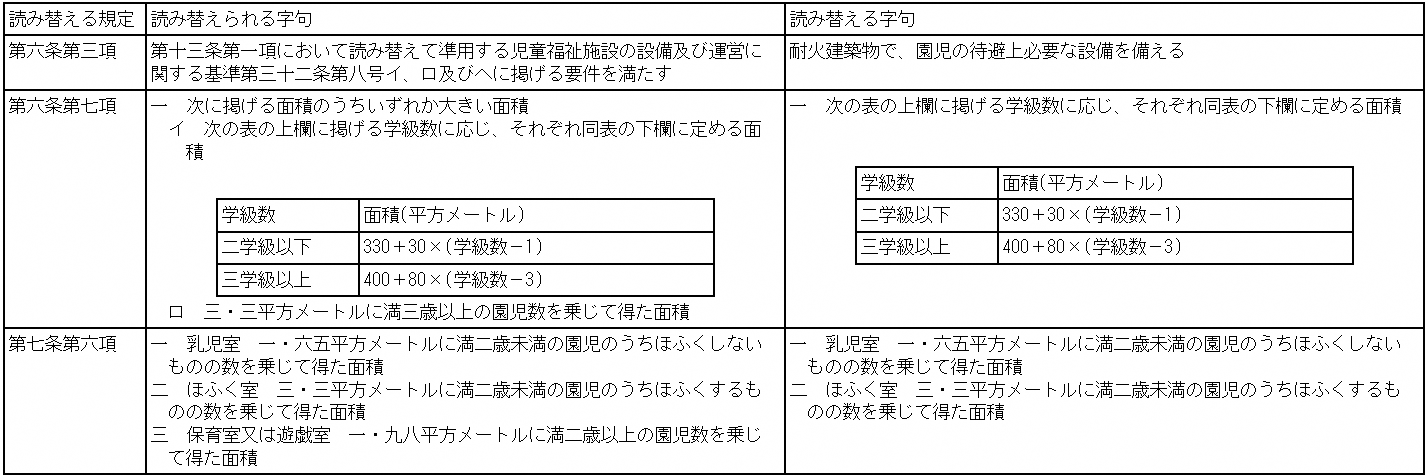 読み替える規定
読み替えられる字句
読み替える字句
第六条第三項
第十三条第一項において読み替えて準用する児童福祉施設の設備及び運営に
関する基準第三十二条第八号イ、ロ及びヘに掲げる要件を満たす
耐火建築物で、園児の待避上必要な設備を備える
第六条第七項
一　次に掲げる面積のうちいずれか大きい面積
イ　次の表の上欄に掲げる学級数に応じ、それぞれ同表の下欄に定める面
積
学級数
面積(平方メートル)
二学級以下
330＋30×(学級数－1)
三学級以上
400＋80×(学級数－3)
ロ　三・三平方メートルに満三歳以上の園児数を乗じて得た面積
一　次の表の上欄に掲げる学級数に応じ、それぞれ同表の下欄に定める面積
学級数
面積(平方メートル)
二学級以下
330＋30×(学級数－1)
三学級以上
400＋80×(学級数－3)
第七条第六項
一　乳児室　一・六五平方メートルに満二歳未満の園児のうちほふくしない
ものの数を乗じて得た面積
二　ほふく室　三・三平方メートルに満二歳未満の園児のうちほふくするも
のの数を乗じて得た面積
三　保育室又は遊戯室　一・九八平方メートルに満二歳以上の園児数を乗じ
て得た面積
一　乳児室　一・六五平方メートルに満二歳未満の園児のうちほふくしない
ものの数を乗じて得た面積
二　ほふく室　三・三平方メートルに満二歳未満の園児のうちほふくするも
のの数を乗じて得た面積